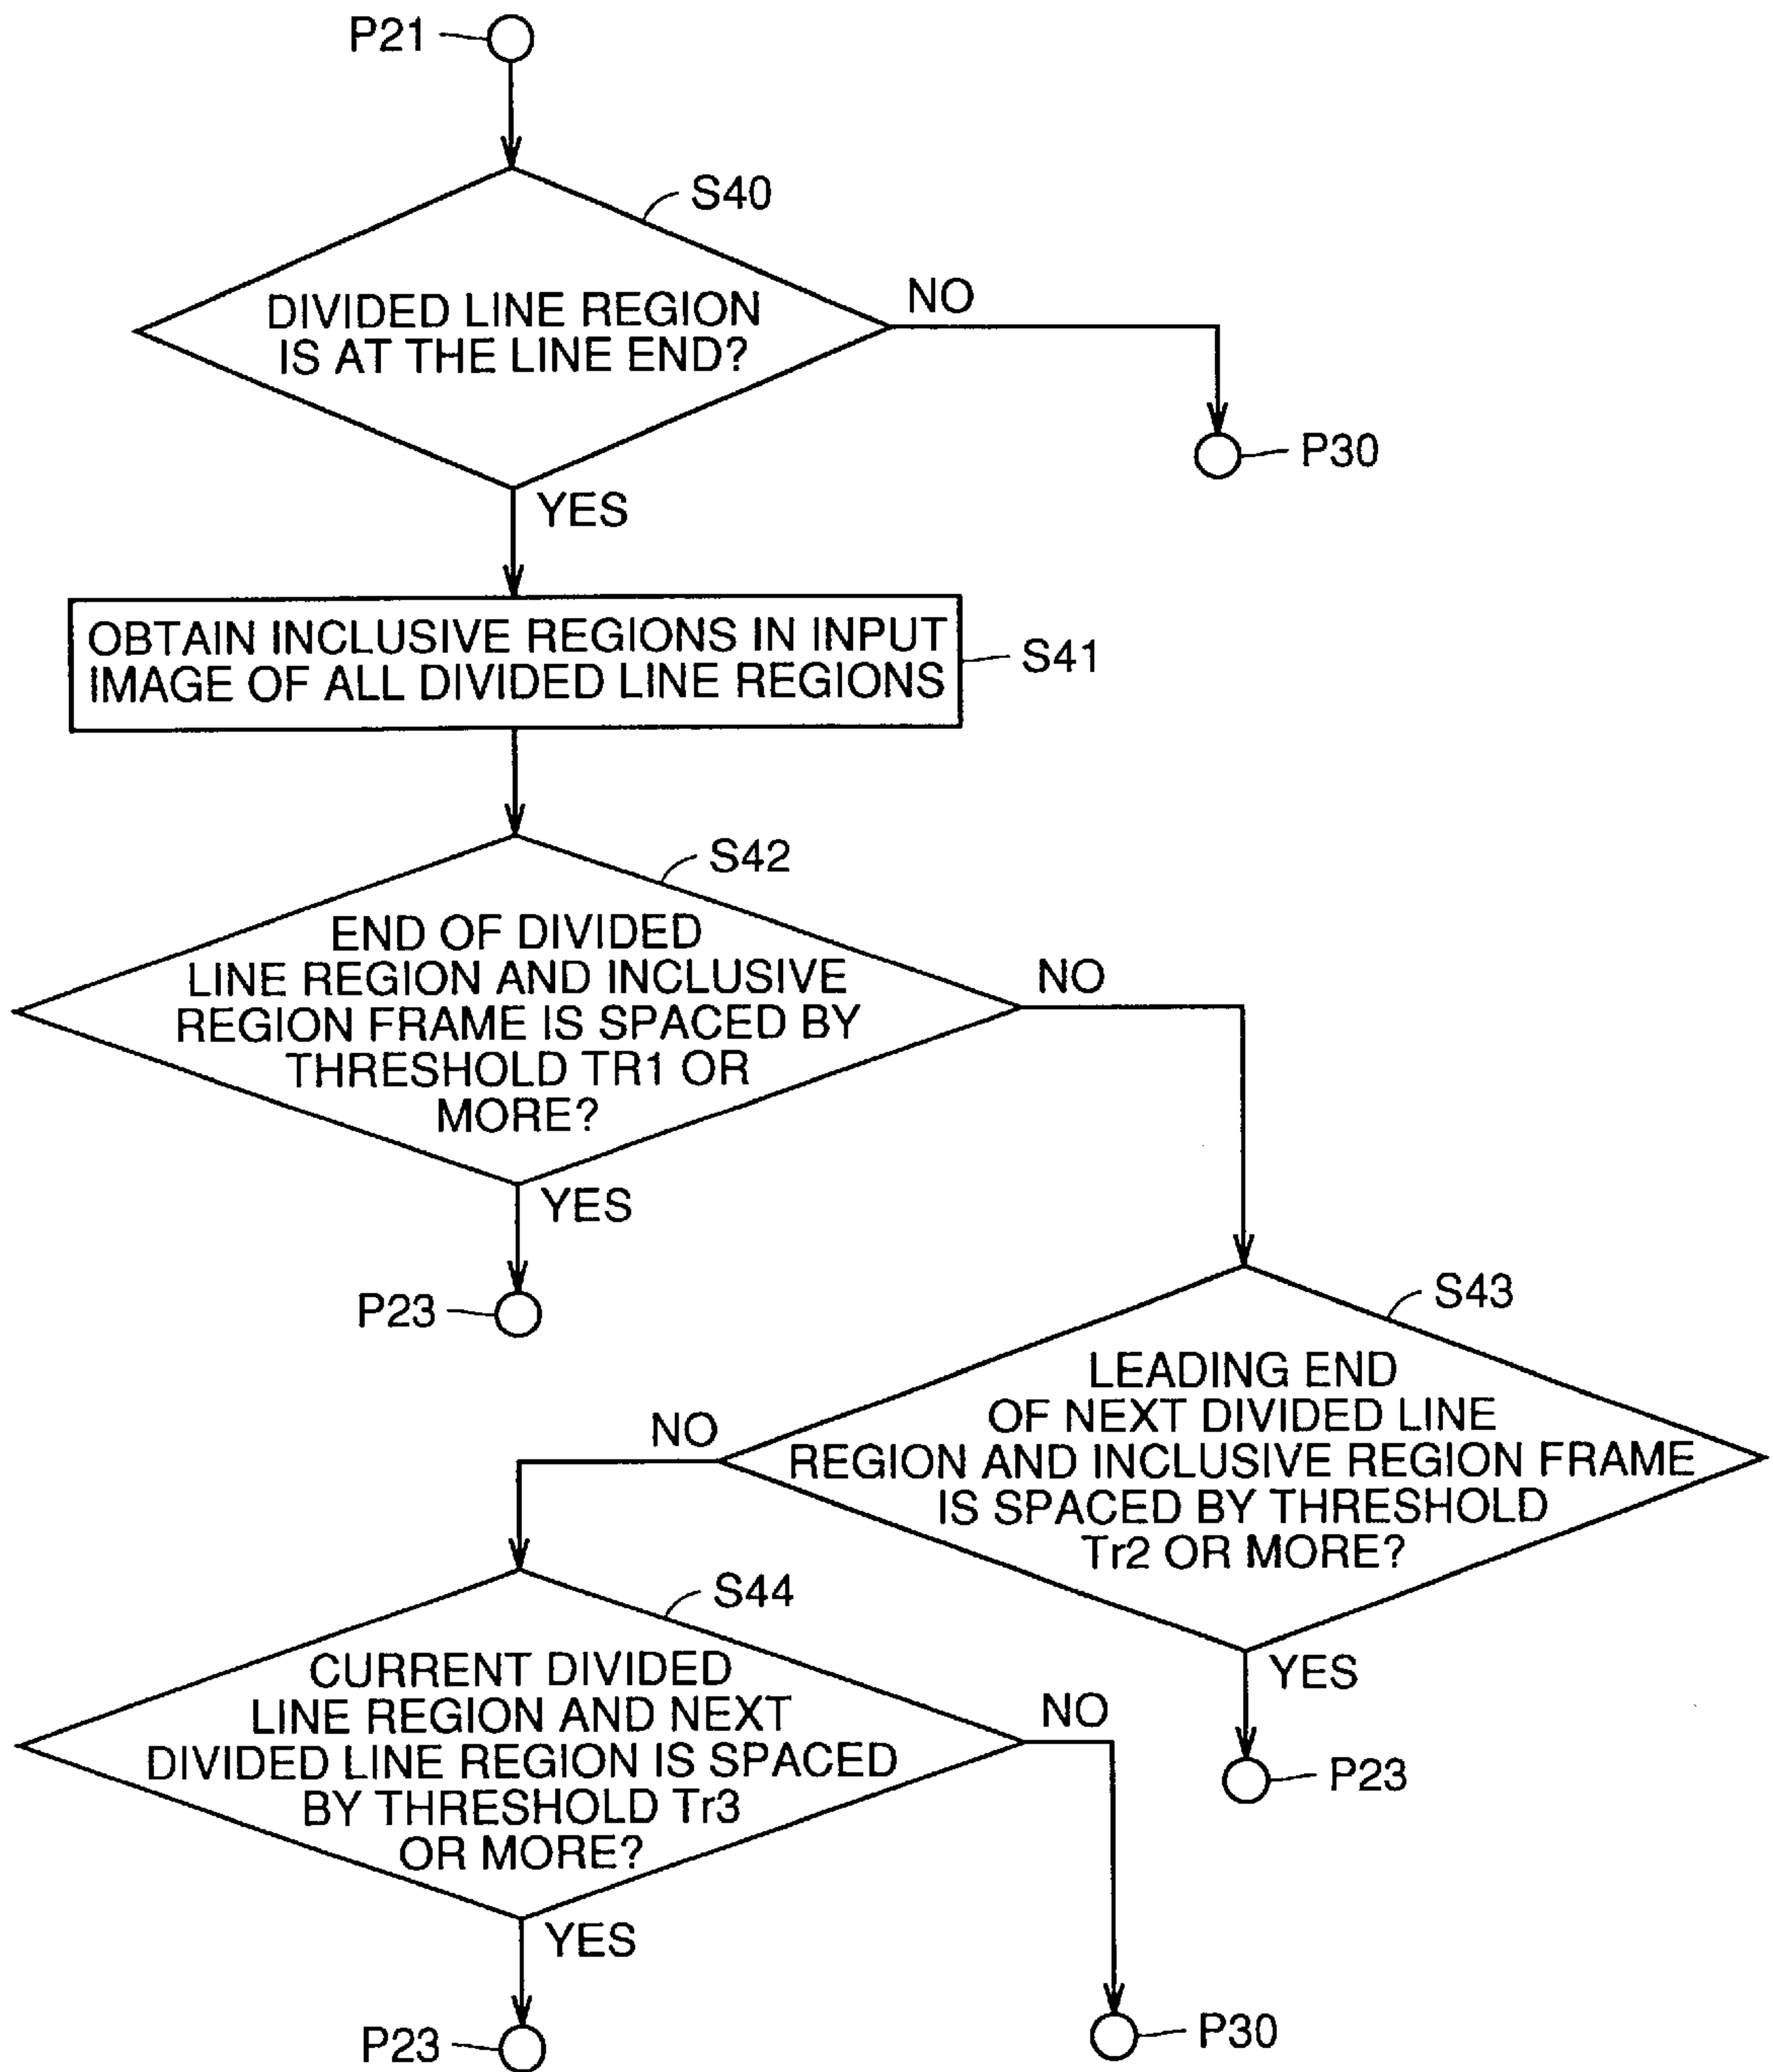 P21
S40
DIVIDED LINE REGION
IS AT THE LINE END?
NO
P30
YES
OBTAIN INCLUSIVE REGIONS IN INPUT
IMAGE OF ALL DIVIDED LINE REGIONS
S41
S42
END OF DIVIDED
LINE REGION AND INCLUSIVE
REGION FRAME IS SPACED BY
THRESHOLD TR1 OR
MORE?
NO
YES
P23
S43
LEADING END
OF NEXT DIVIDED LINE
REGION AND INCLUSIVE REGION FRAME
IS SPACED BY THRESHOLD
Tr2 OR MORE?
NO
YES
P23
S44
CURRENT DIVIDED
LINE REGION AND NEXT
DIVIDED LINE REGION IS SPACED
BY THRESHOLD Tr3
OR MORE?
NO
YES
P23
P30